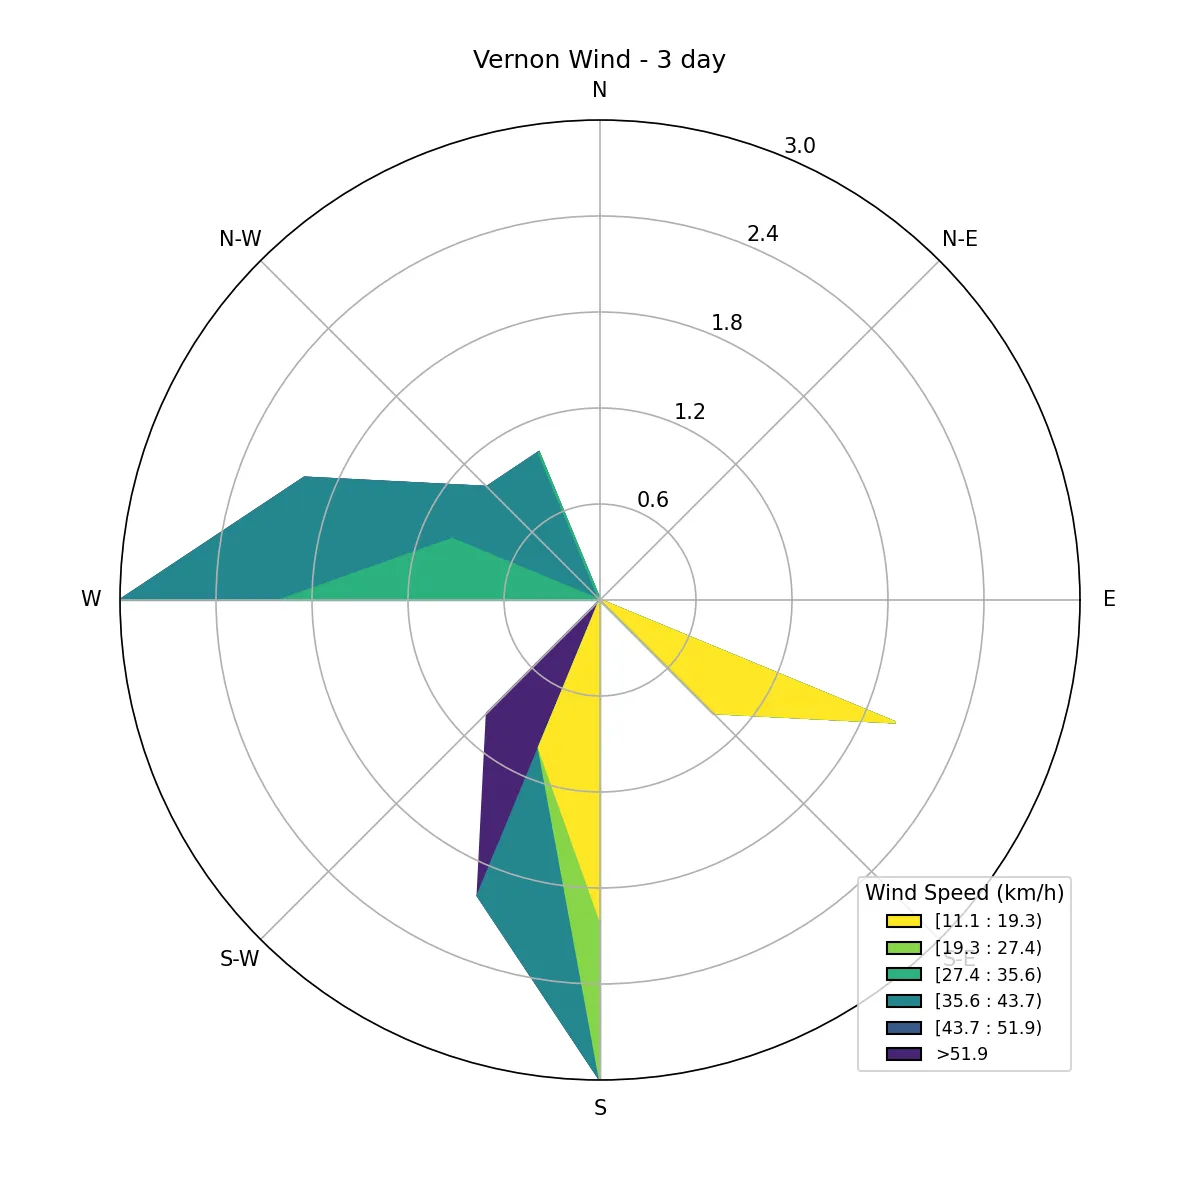 Vernon Wind - 3 day
N
3.0
N-W
N-E
2.4
1.8
1.2
0.6
W
E
Wind Speed (km/h)
[11.1 : 19.3)
[19.3 : 27.4)
S-W
S-E
[27.4 : 35.6)
[35.6 : 43.7)
[43.7 : 51.9)
>51.9
S